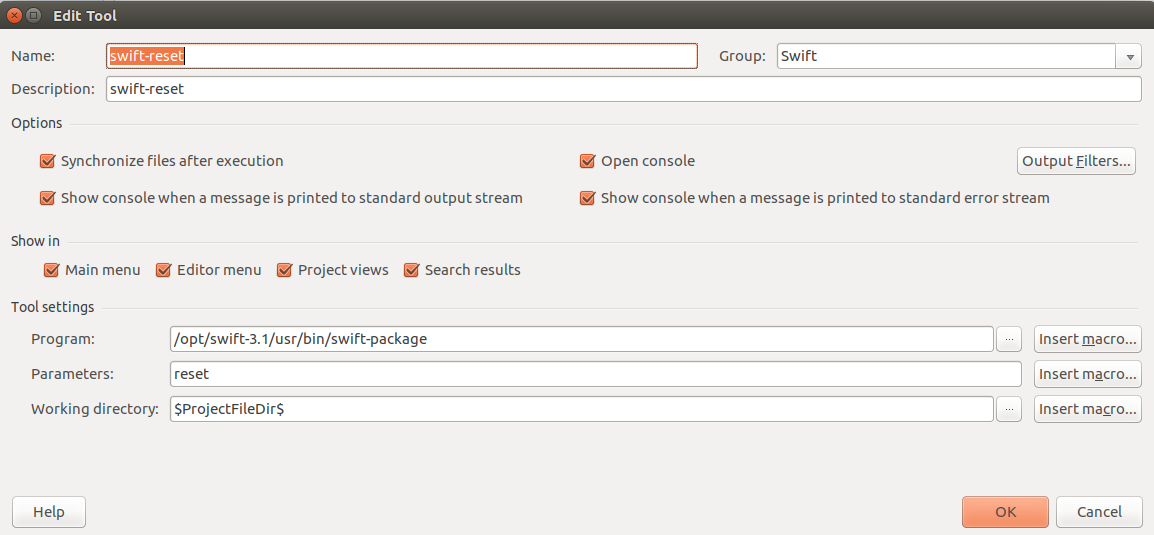 Edit Tool
Name: swift-reset Group: Swift
Description: swift-reset
Options
Synchronize files after execution Open console Output Filters...
Show console when a message is printed to standard output stream Show console when a message is printed to standard error stream
Show in
Main menu Editor menu Project views Search results
Tool settings
Program: /opt/swift-3.1/usr/bin/swift-package ... Insert macro...
Parameters: reset Insert macro...
Working directory: $ProjectFileDir$ ... Insert macro...
Help OK Cancel